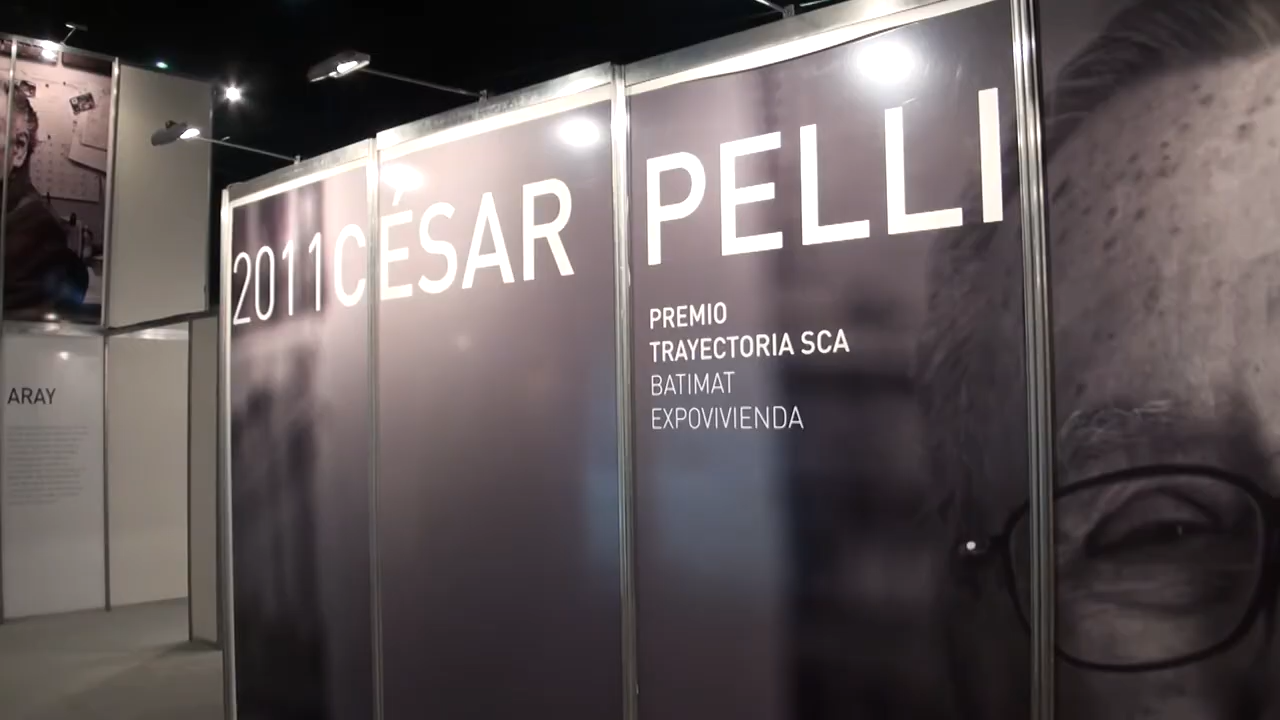 2011 CÉSAR PELLI
PREMIO
TRAYECTORIA SCA
BATIMAT
EXPOVIVIENDA
ARAY